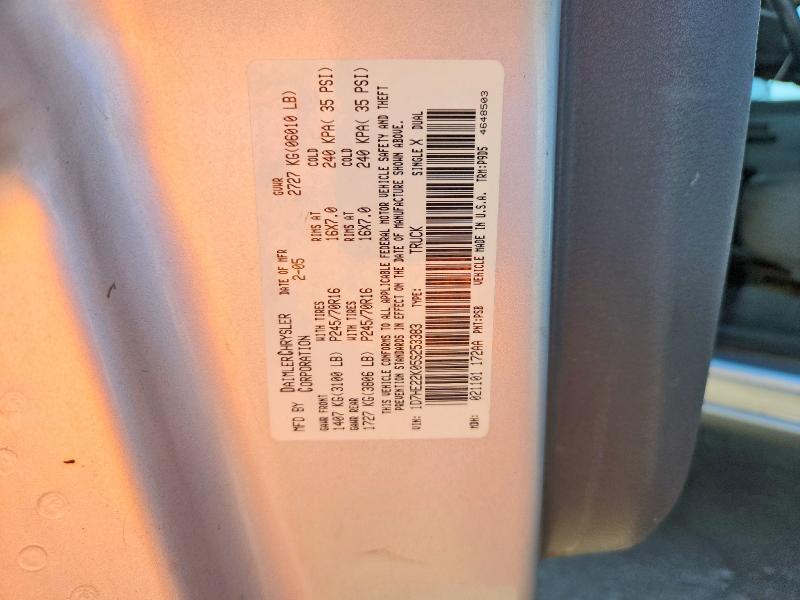 MFD BY DAIMLERCHRYSLER CORPORATION
DATE OF MFR 2-05
GVWR 2727 KG(06010 LB)
GAWR FRONT WITH TIRES RIMS AT COLD
1407 KG(3100 LB) P245/70R16 16X7.0 240 KPA( 35 PSI)
GAWR REAR WITH TIRES RIMS AT COLD
1727 KG(3806 LB) P245/70R16 16X7.0 240 KPA( 35 PSI)
THIS VEHICLE CONFORMS TO ALL APPLICABLE FEDERAL MOTOR VEHICLE SAFETY AND THEFT
PREVENTION STANDARDS IN EFFECT ON THE DATE OF MANUFACTURE SHOWN ABOVE.
VIN: 1D7HE22K05S253383 TYPE: TRUCK SINGLE X DUAL
MDH: 021101 172AA PNT:PSB VEHICLE MADE IN U.S.A. TRM:P9D5
4648503